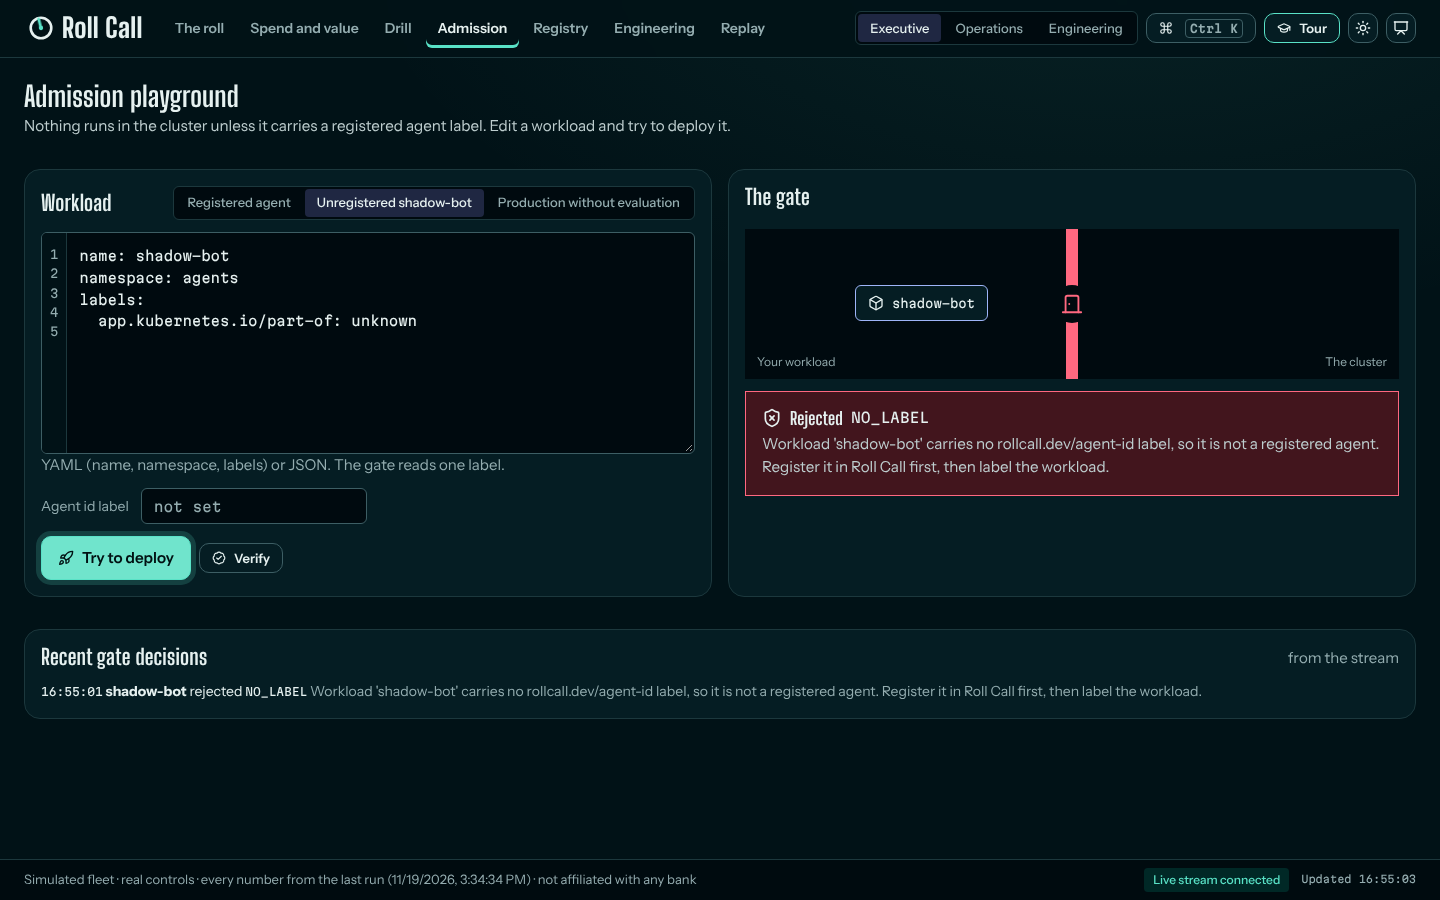 Roll Call
The roll
Spend and value
Drill
Admission
Registry
Engineering
Replay
Executive
Operations
Engineering
⌘ Ctrl K
Tour
Admission playground
Nothing runs in the cluster unless it carries a registered agent label. Edit a workload and try to deploy it.
Workload
Registered agent
Unregistered shadow-bot
Production without evaluation
1 name: shadow-bot
2 namespace: agents
3 labels:
4 app.kubernetes.io/part-of: unknown
5
YAML (name, namespace, labels) or JSON. The gate reads one label.
Agent id label not set
Try to deploy
Verify
The gate
shadow-bot
Your workload
The cluster
Rejected NO_LABEL
Workload 'shadow-bot' carries no rollcall.dev/agent-id label, so it is not a registered agent.
Register it in Roll Call first, then label the workload.
Recent gate decisions
from the stream
16:55:01 shadow-bot rejected NO_LABEL Workload 'shadow-bot' carries no rollcall.dev/agent-id label, so it is not a registered agent. Register it in Roll Call first, then label the workload.
Simulated fleet · real controls · every number from the last run (11/19/2026, 3:34:34 PM) · not affiliated with any bank
Live stream connected
Updated 16:55:03